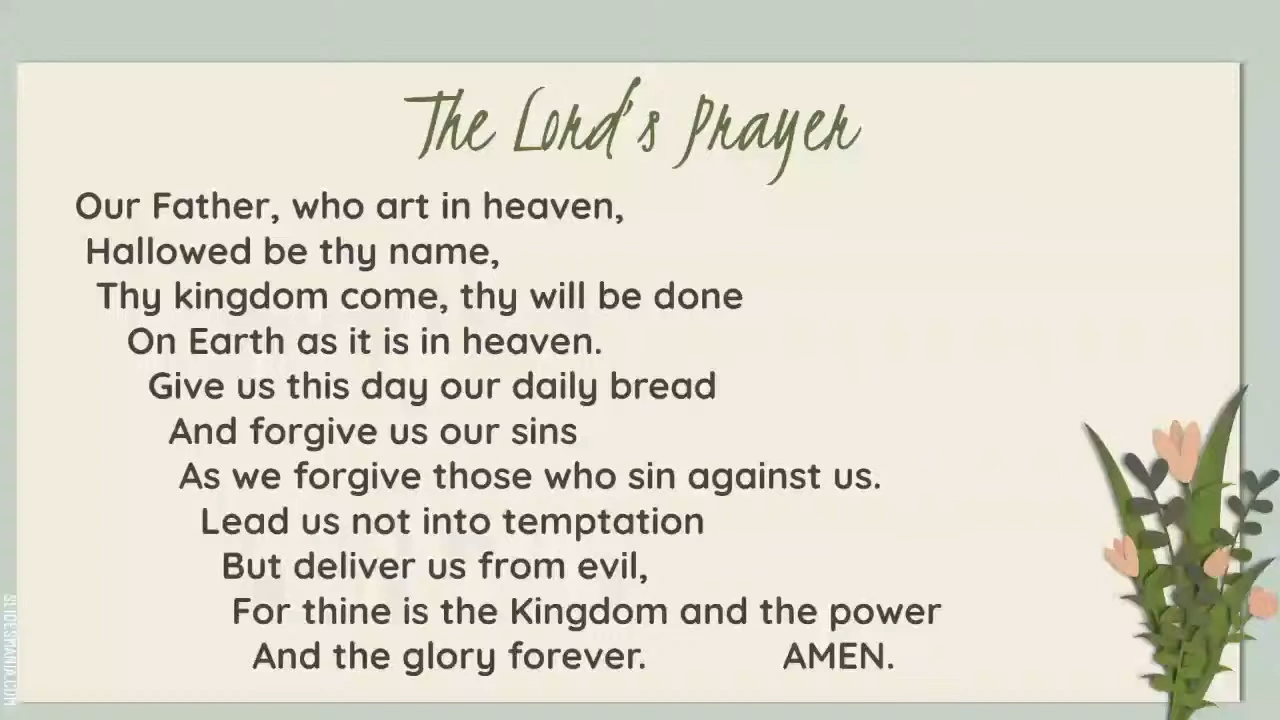 The Lord's Prayer
Our Father, who art in heaven,
Hallowed be thy name,
Thy kingdom come, thy will be done
On Earth as it is in heaven.
Give us this day our daily bread
And forgive us our sins
As we forgive those who sin against us.
Lead us not into temptation
But deliver us from evil,
For thine is the Kingdom and the power
And the glory forever. AMEN.
SLIDESMANIA.COM